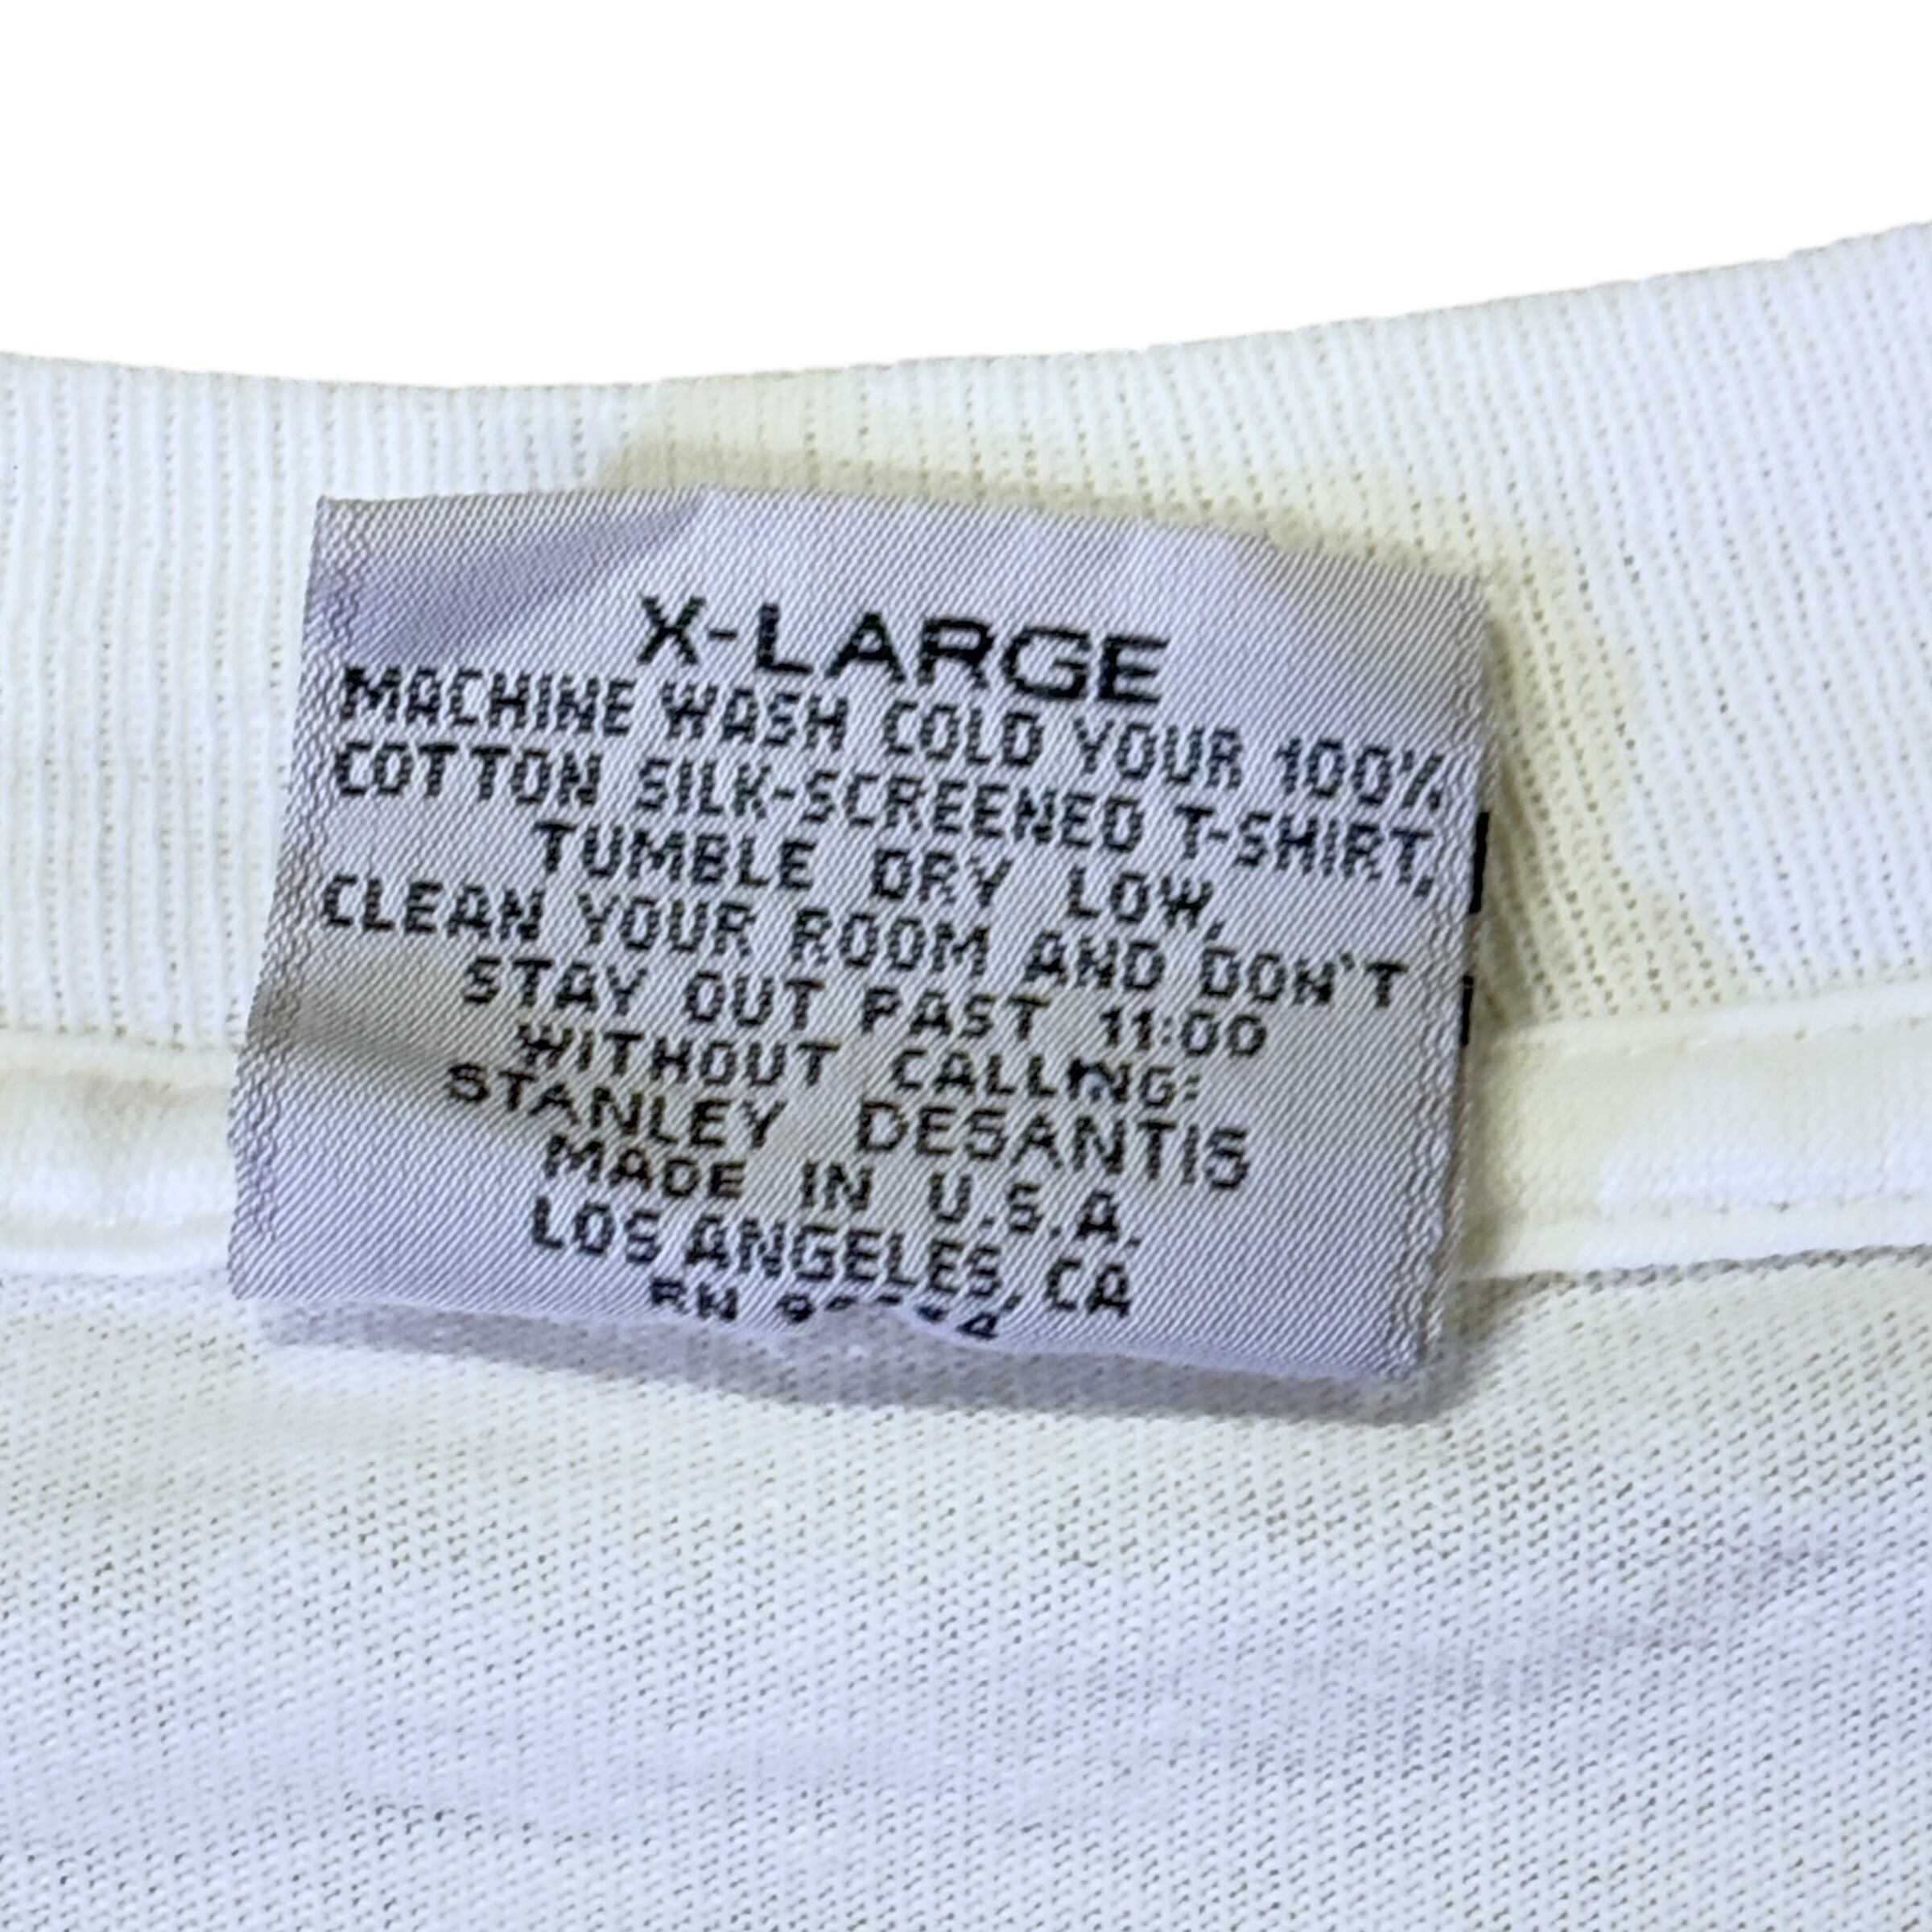 X-LARGE
MACHINE WASH COLD YOUR 100%
COTTON SILK-SCREENED T-SHIRT,
TUMBLE DRY LOW,
CLEAN YOUR ROOM AND DON'T
STAY OUT PAST 11:00
WITHOUT CALLING:
STANLEY DESANTIS
MADE IN U.S.A.
LOS ANGELES, CA
RN